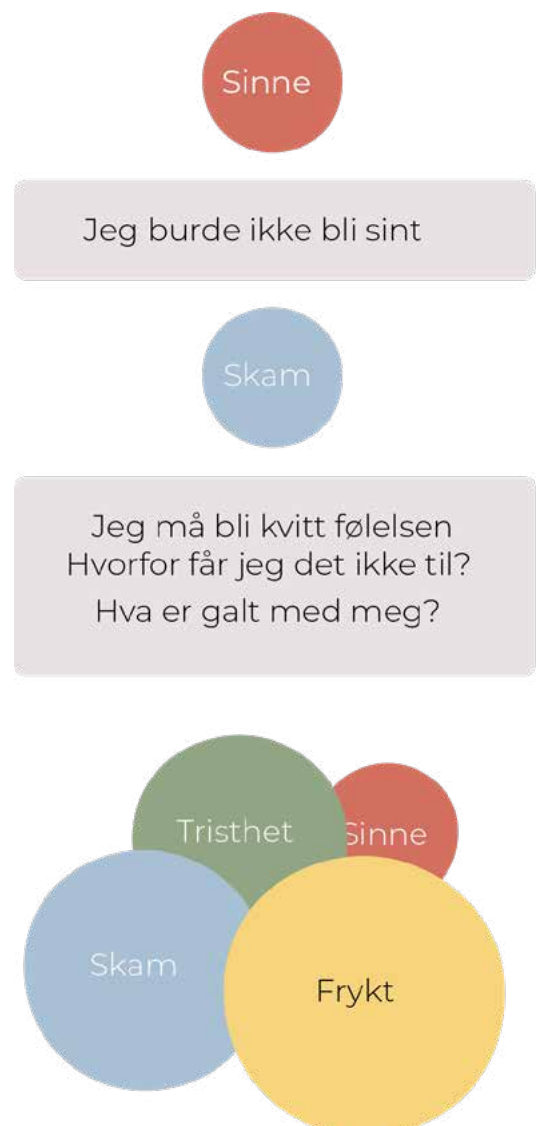 Sinne
Jeg burde ikke bli sint
Skam
Jeg må bli kvitt følelsen
Hvorfor får jeg det ikke til?
Hva er galt med meg?
Tristhet
Sinne
Skam
Frykt